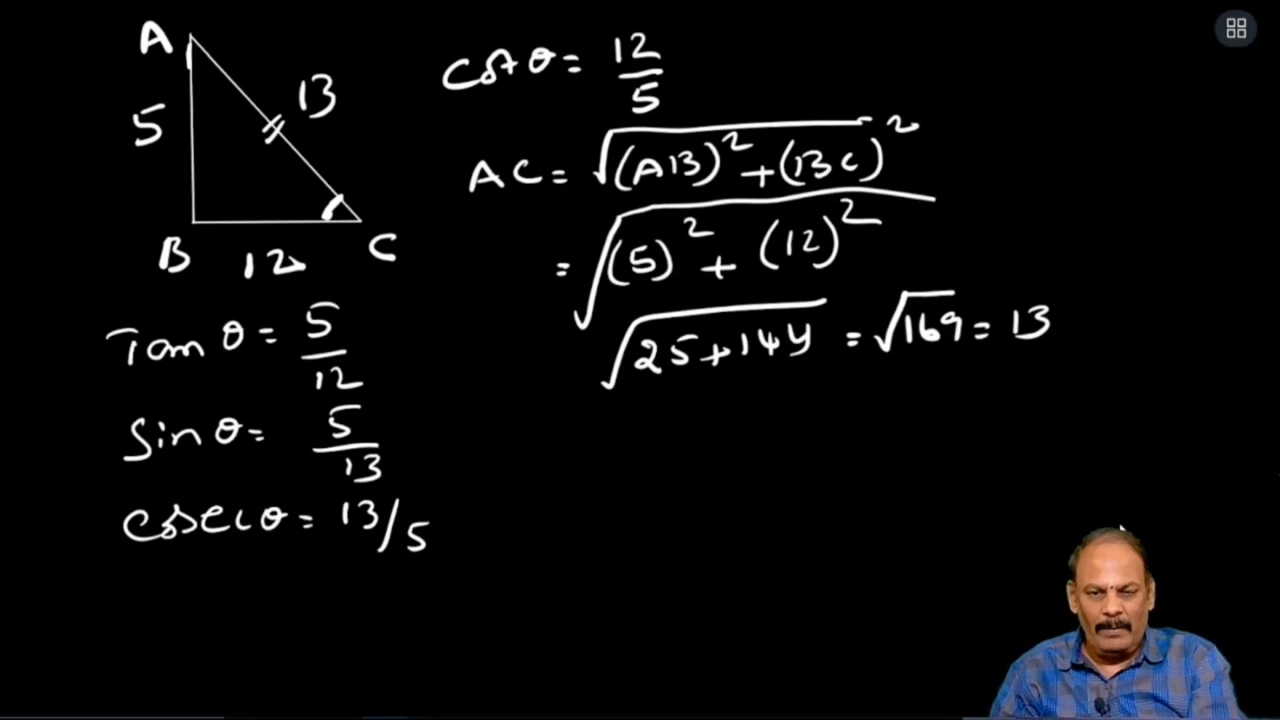 A
5
13
B
12
C
Cot θ = 12/5
AC = √(AB)² + (BC)²
= √(5)² + (12)²
√25+144 = √169 = 13
Tan θ = 5/12
Sin θ = 5/13
Cosec θ = 13/5